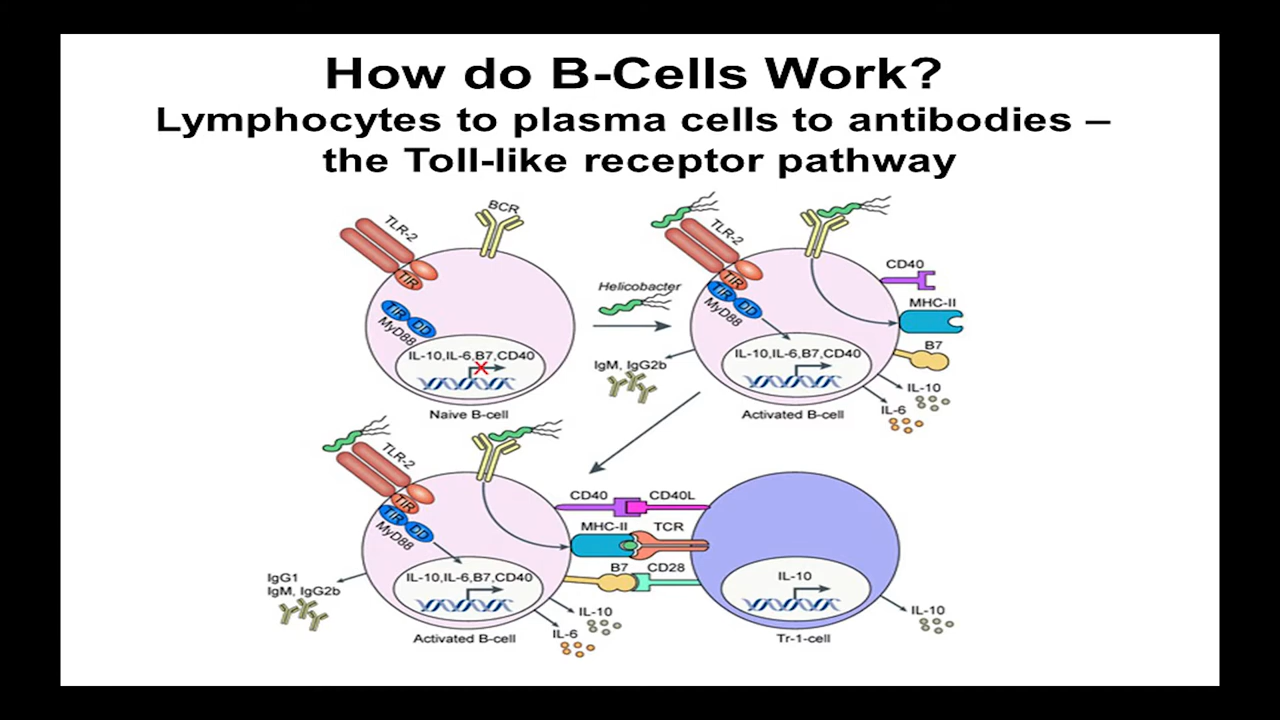 How do B-Cells Work?
Lymphocytes to plasma cells to antibodies –
the Toll-like receptor pathway
TLR-2
BCR
TIR
TIR
DD
MyD88
IL-10,IL-6,B7,CD40
Naive B-cell
Helicobacter
TLR-2
TIR
TIR
DD
MyD88
CD40
MHC-II
B7
IL-10,IL-6,B7,CD40
IgM, IgG2b
IL-10
IL-6
Activated B-cell
TLR-2
TIR
TIR
DD
MyD88
CD40
CD40L
MHC-II
TCR
B7
CD28
IL-10,IL-6,B7,CD40
IgG1
IgM, IgG2b
IL-10
IL-6
Activated B-cell
IL-10
IL-10
Tr-1-cell